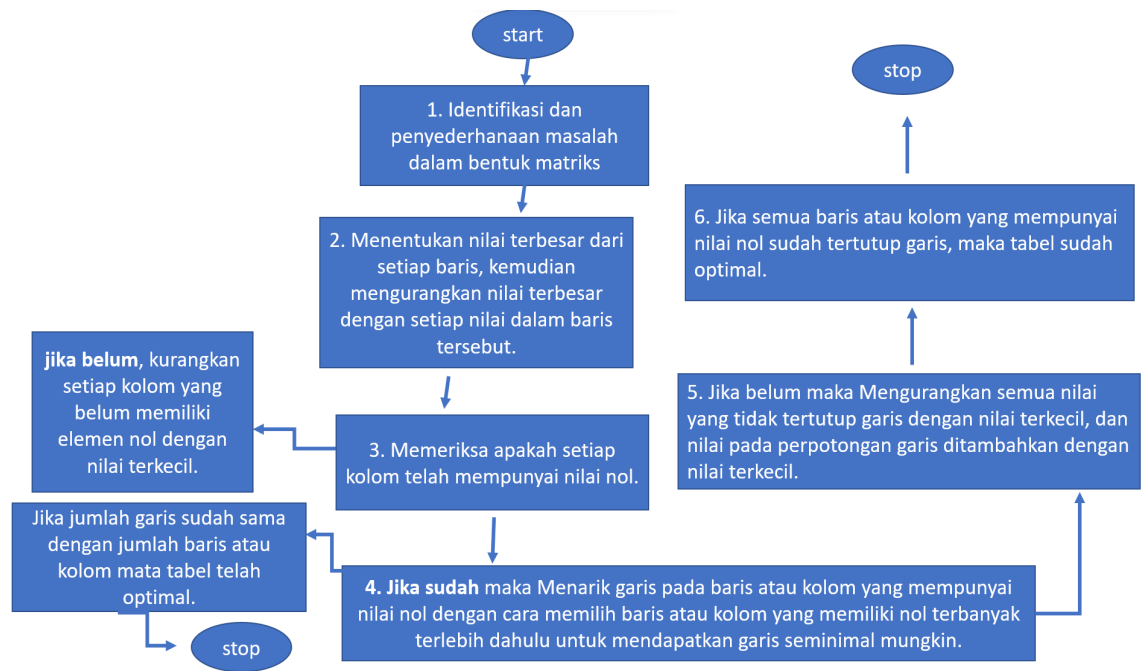 start
1. Identifikasi dan
penyederhanaan masalah
dalam bentuk matriks
2. Menentukan nilai terbesar dari
setiap baris, kemudian
mengurangkan nilai terbesar
dengan setiap nilai dalam baris
tersebut.
3. Memeriksa apakah setiap
kolom telah mempunyai nilai nol.
jika belum, kurangkan
setiap kolom yang
belum memiliki
elemen nol dengan
nilai terkecil.
4. Jika sudah maka Menarik garis pada baris atau kolom yang mempunyai
nilai nol dengan cara memilih baris atau kolom yang memiliki nol terbanyak
terlebih dahulu untuk mendapatkan garis seminimal mungkin.
Jika jumlah garis sudah sama
dengan jumlah baris atau
kolom mata tabel telah
optimal.
stop
5. Jika belum maka Mengurangkan semua nilai
yang tidak tertutup garis dengan nilai terkecil, dan
nilai pada perpotongan garis ditambahkan dengan
nilai terkecil.
6. Jika semua baris atau kolom yang mempunyai
nilai nol sudah tertutup garis, maka tabel sudah
optimal.
stop